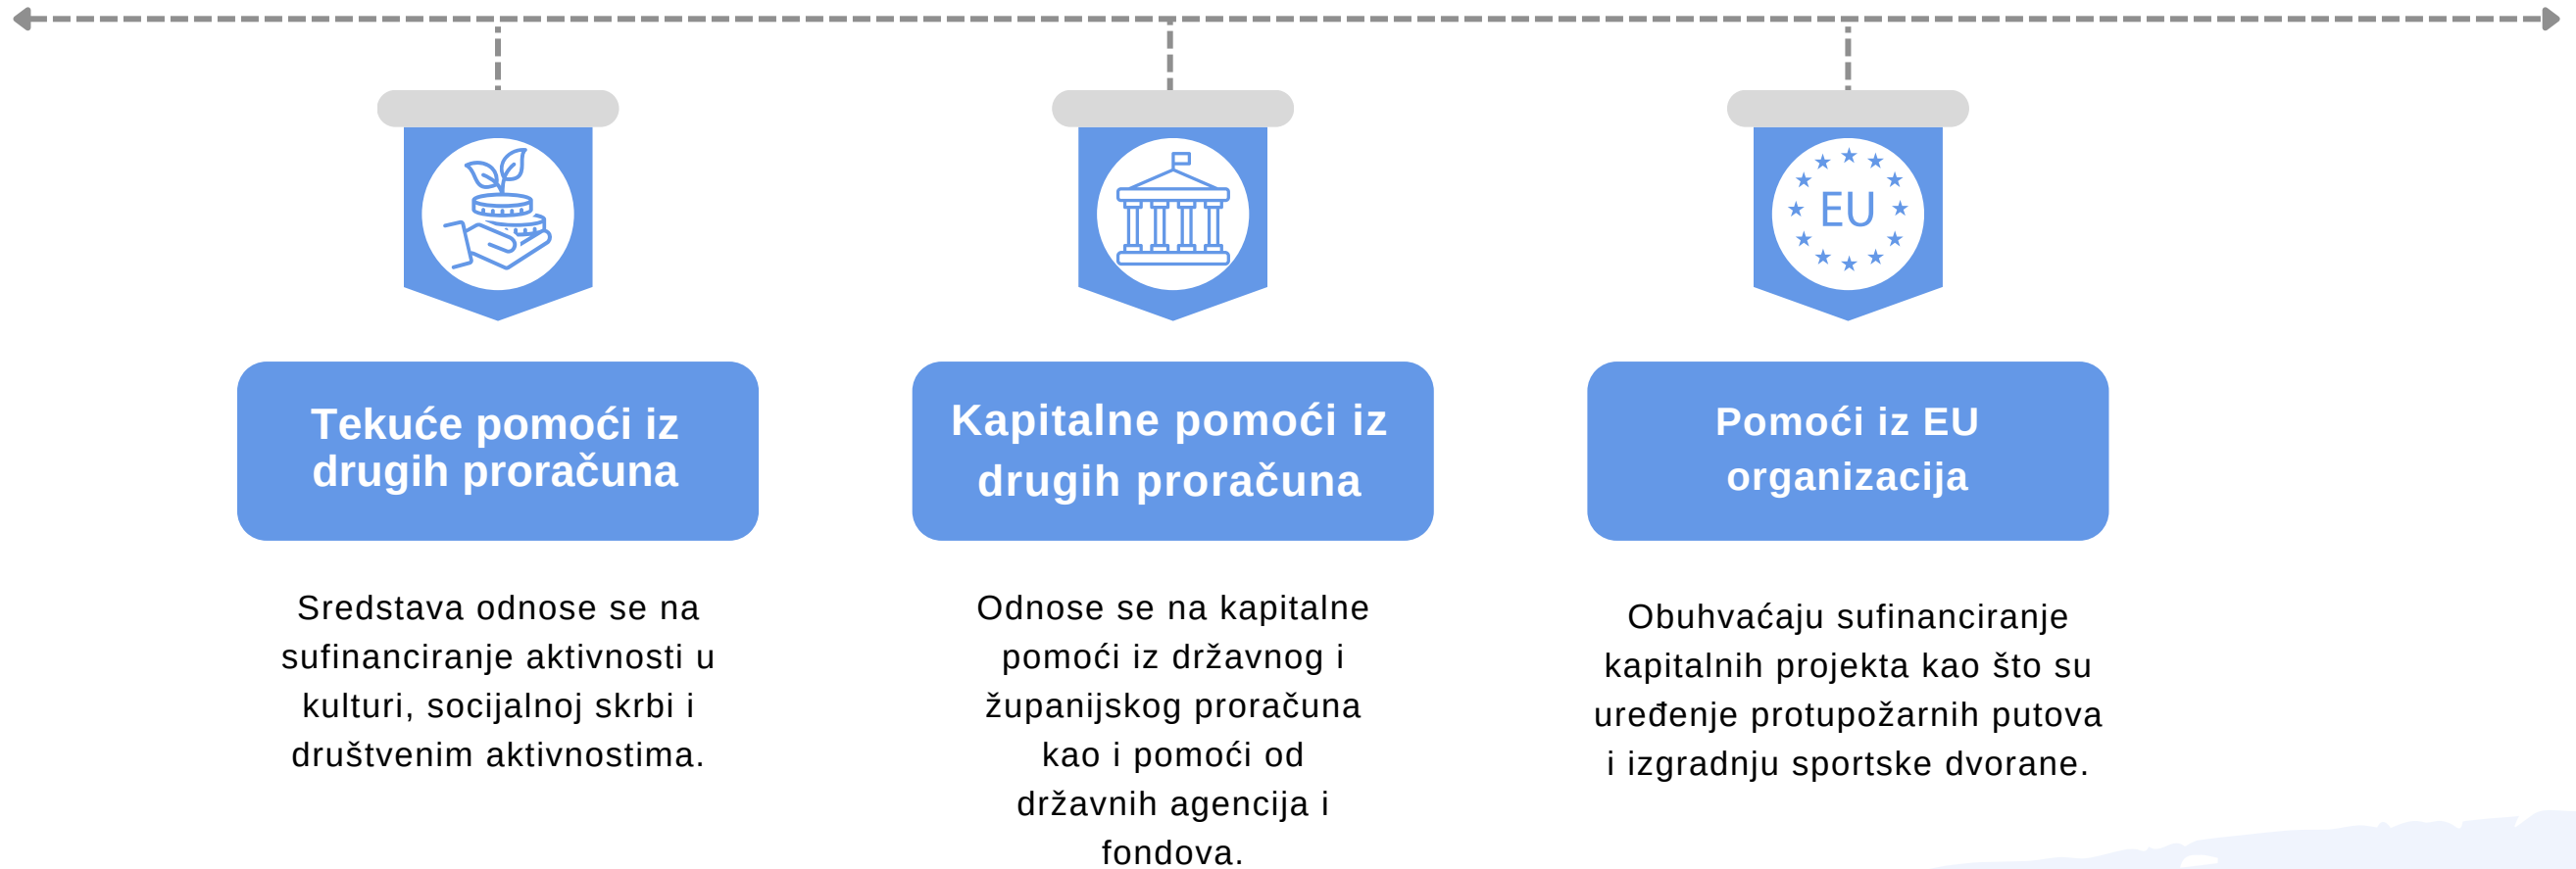 EU
Tekuće pomoći iz
drugih proračuna
Sredstava odnose se na
sufinanciranje aktivnosti u
kulturi, socijalnoj skrbi i
društvenim aktivnostima.
Kapitalne pomoći iz
drugih proračuna
Odnose se na kapitalne
pomoći iz državnog i
županijskog proračuna
kao i pomoći od
državnih agencija i
fondova.
Pomoći iz EU
organizacija
Obuhvaćaju sufinanciranje
kapitalnih projekta kao što su
uređenje protupožarnih putova
i izgradnju sportske dvorane.